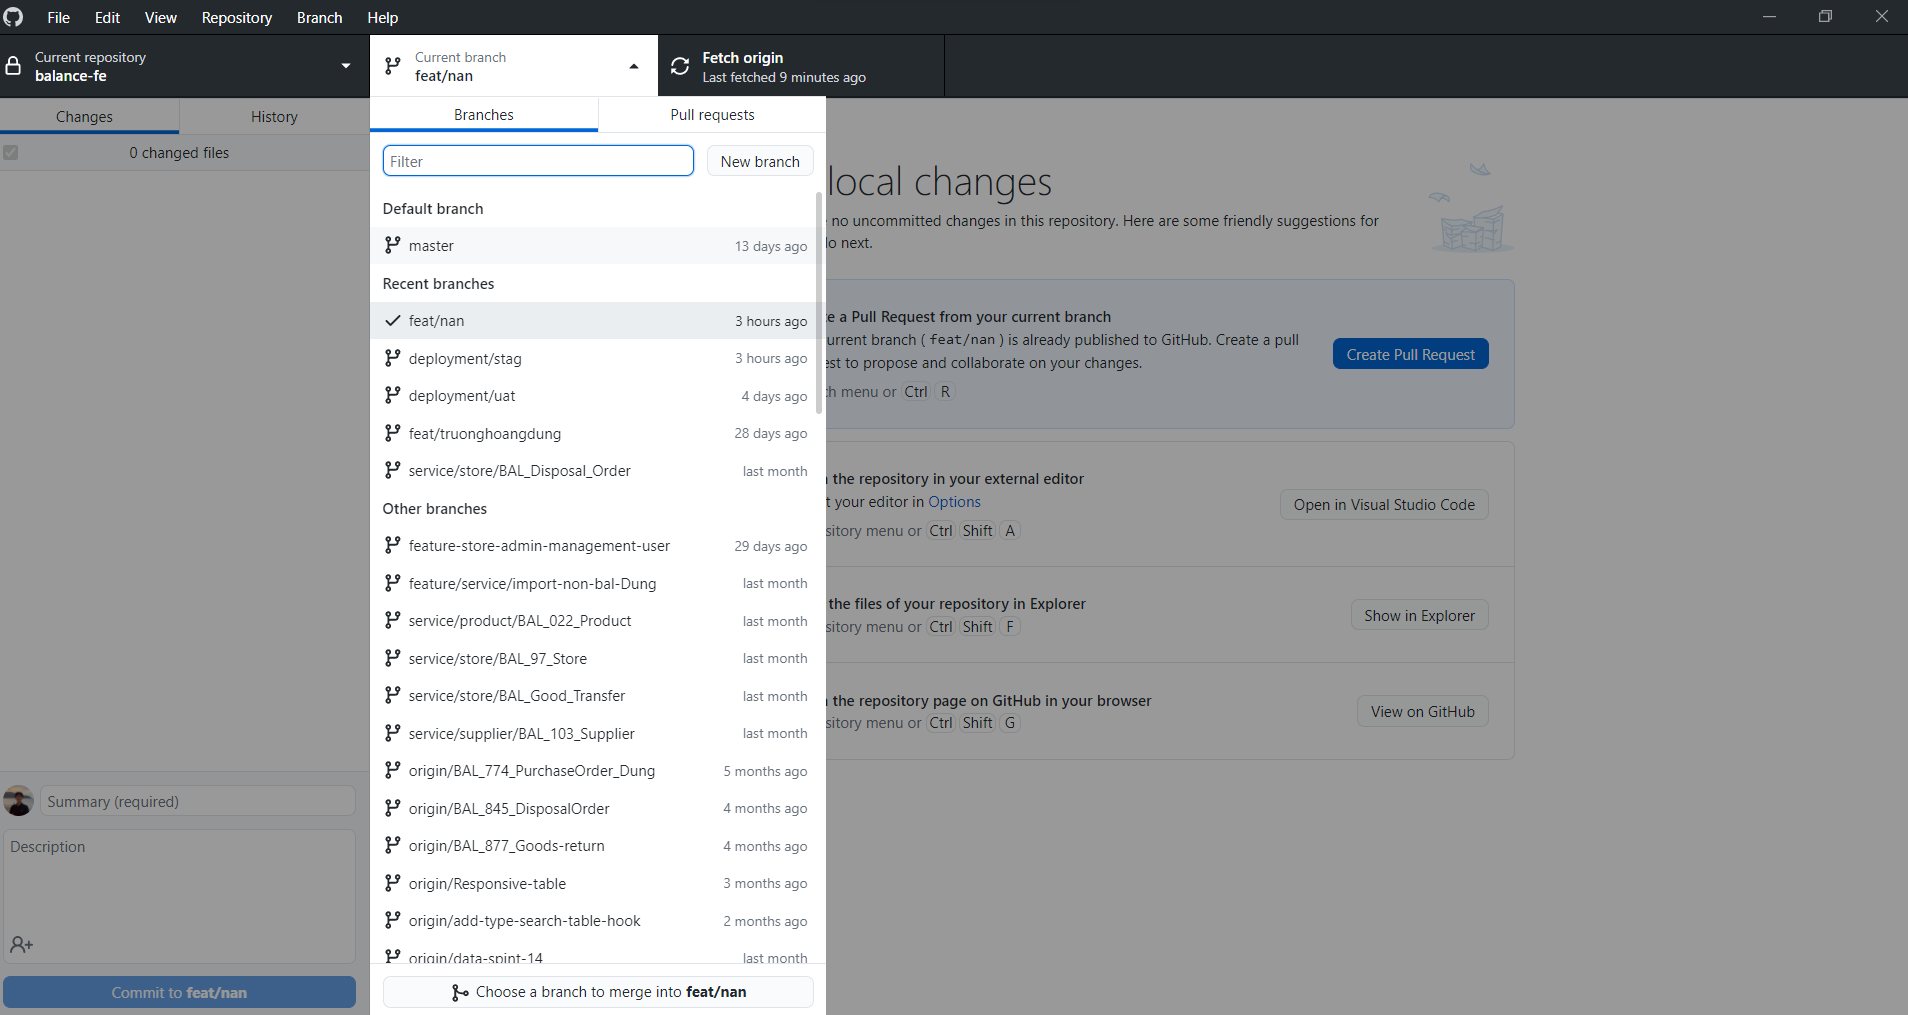 File Edit View Repository Branch Help
Current repository
balance-fe
Current branch
feat/nan
Fetch origin
Last fetched 9 minutes ago
Changes History
0 changed files
Branches Pull requests
Filter New branch
Default branch
master 13 days ago
Recent branches
feat/nan 3 hours ago
deployment/stag 3 hours ago
deployment/uat 4 days ago
feat/truonghoangdung 28 days ago
service/store/BAL_Disposal_Order last month
Other branches
feature-store-admin-management-user 29 days ago
feature/service/import-non-bal-Dung last month
service/product/BAL_022_Product last month
service/store/BAL_97_Store last month
service/store/BAL_Good_Transfer last month
service/supplier/BAL_103_Supplier last month
origin/BAL_774_PurchaseOrder_Dung 5 months ago
origin/BAL_845_DisposalOrder 4 months ago
origin/BAL_877_Goods-return 4 months ago
origin/Responsive-table 3 months ago
origin/add-type-search-table-hook 2 months ago
origin/data-spint-14 last month
Choose a branch to merge into feat/nan
local changes
no uncommitted changes in this repository. Here are some friendly suggestions for
next.
a Pull Request from your current branch
branch ( feat/nan ) is already published to GitHub. Create a pull
to propose and collaborate on your changes.
menu or Ctrl R
Create Pull Request
the repository in your external editor
your editor in Options
menu or Ctrl Shift A
Open in Visual Studio Code
the files of your repository in Explorer
menu or Ctrl Shift F
Show in Explorer
the repository page on GitHub in your browser
menu or Ctrl Shift G
View on GitHub
Summary (required)
Description
Commit to feat/nan